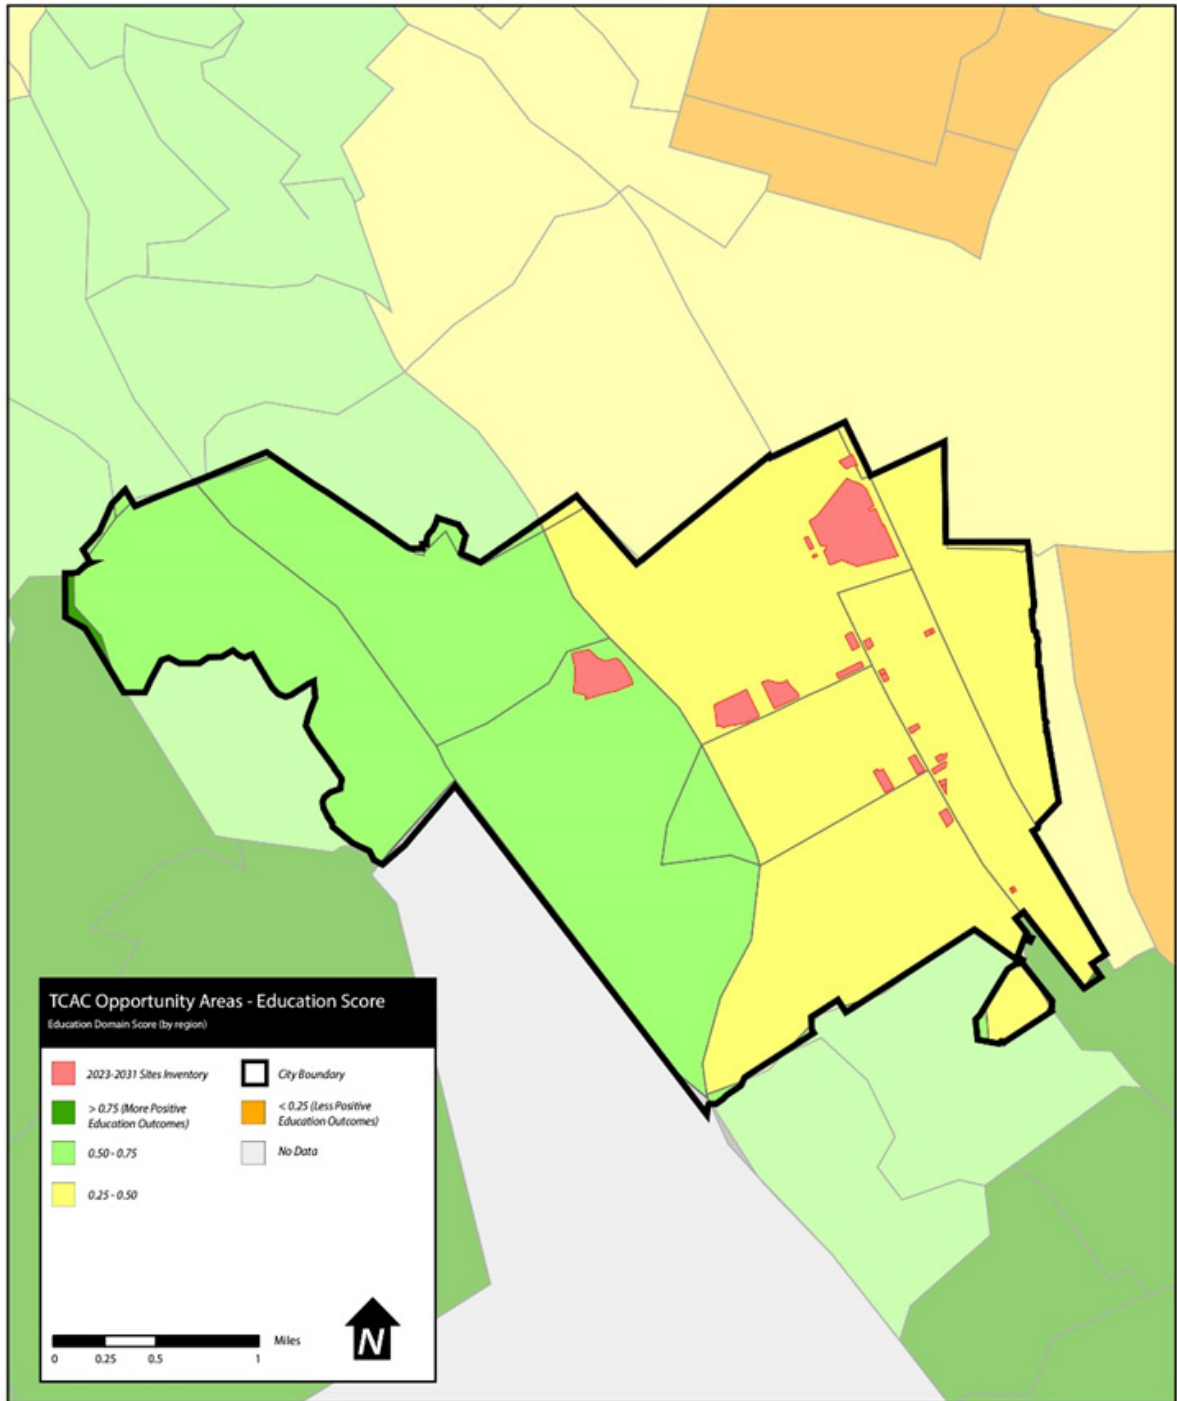 TCAC Opportunity Areas - Education Score
Education Domain Score (by region)
2023-2031 Sites Inventory
City Boundary
> 0.75 (More Positive
Education Outcomes)
< 0.25 (Less Positive
Education Outcomes)
0.50 - 0.75
No Data
0.25 - 0.50
Miles
0 0.25 0.5 1
N